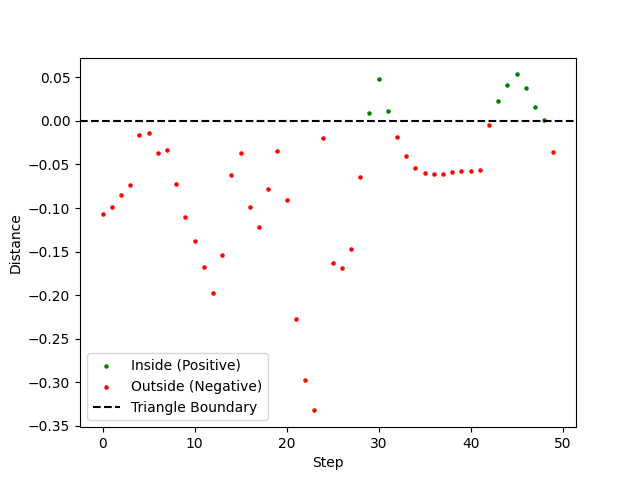 0.05
0.00
−0.05
−0.10
−0.15
−0.20
−0.25
−0.30
−0.35
Distance
Inside (Positive)
Outside (Negative)
Triangle Boundary
0 10 20 30 40 50
Step